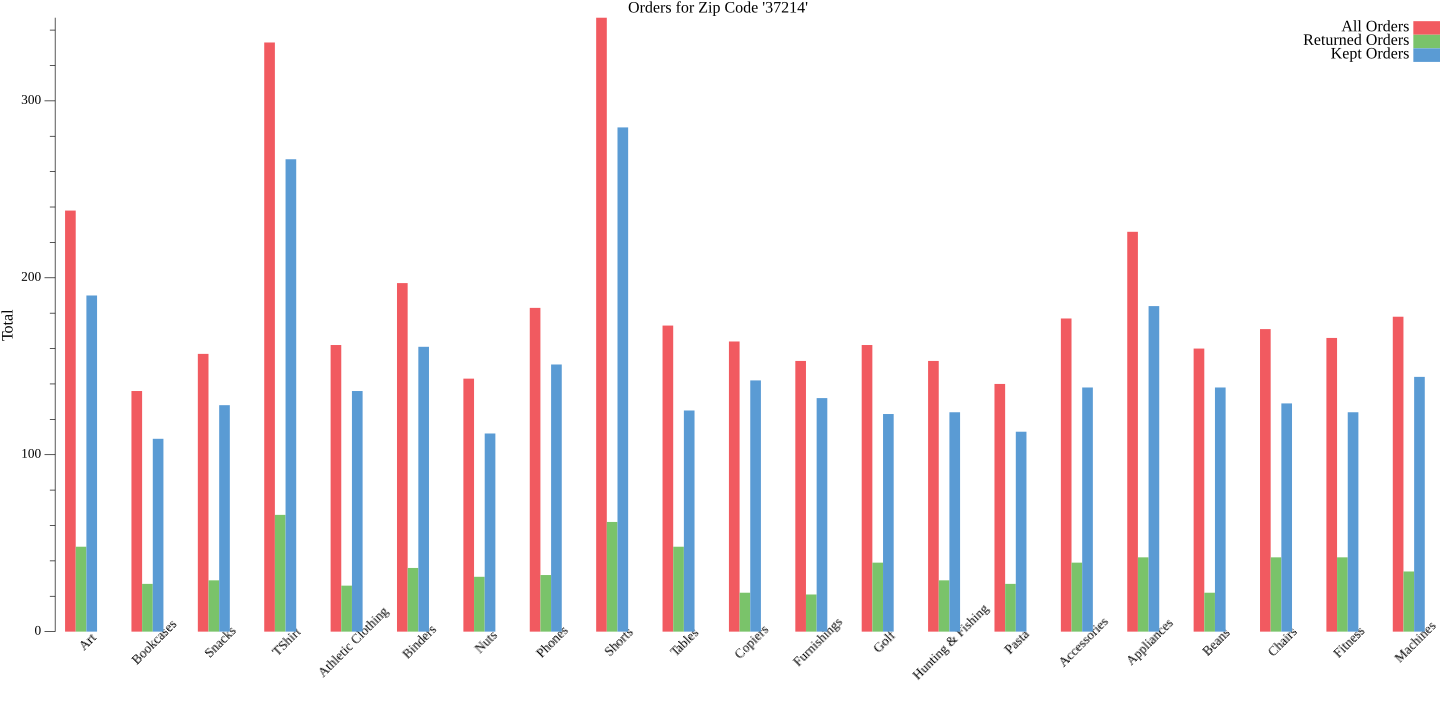 Orders for Zip Code '37214'
All Orders
Returned Orders
Kept Orders
Total
300
200
100
0
Art
Bookcases
Snacks
TShirt
Athletic Clothing
Binders
Nuts
Phones
Shorts
Tables
Copiers
Furnishings
Golf
Hunting & Fishing
Pasta
Accessories
Appliances
Beans
Chairs
Fitness
Machines